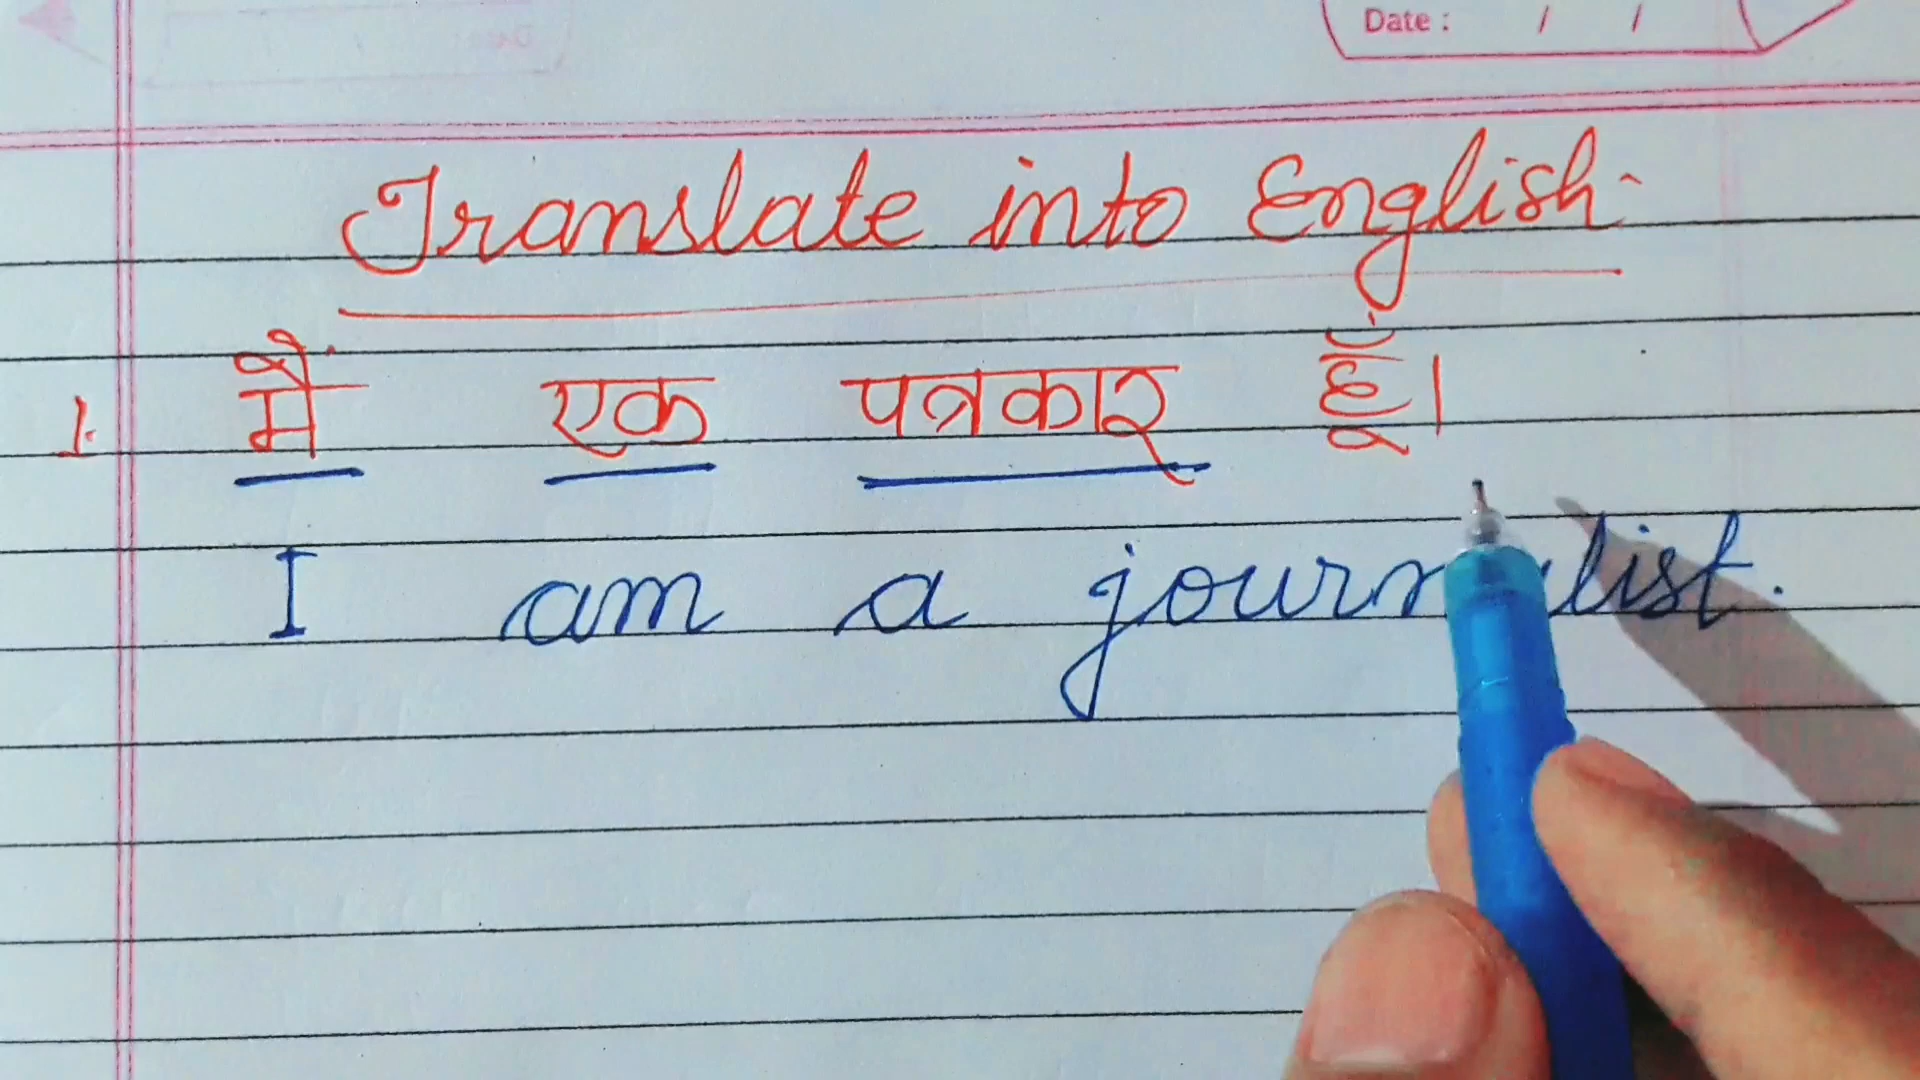 Date : / /
Translate into English.
1. मैं एक पत्रकार हूँ।
I am a journalist.